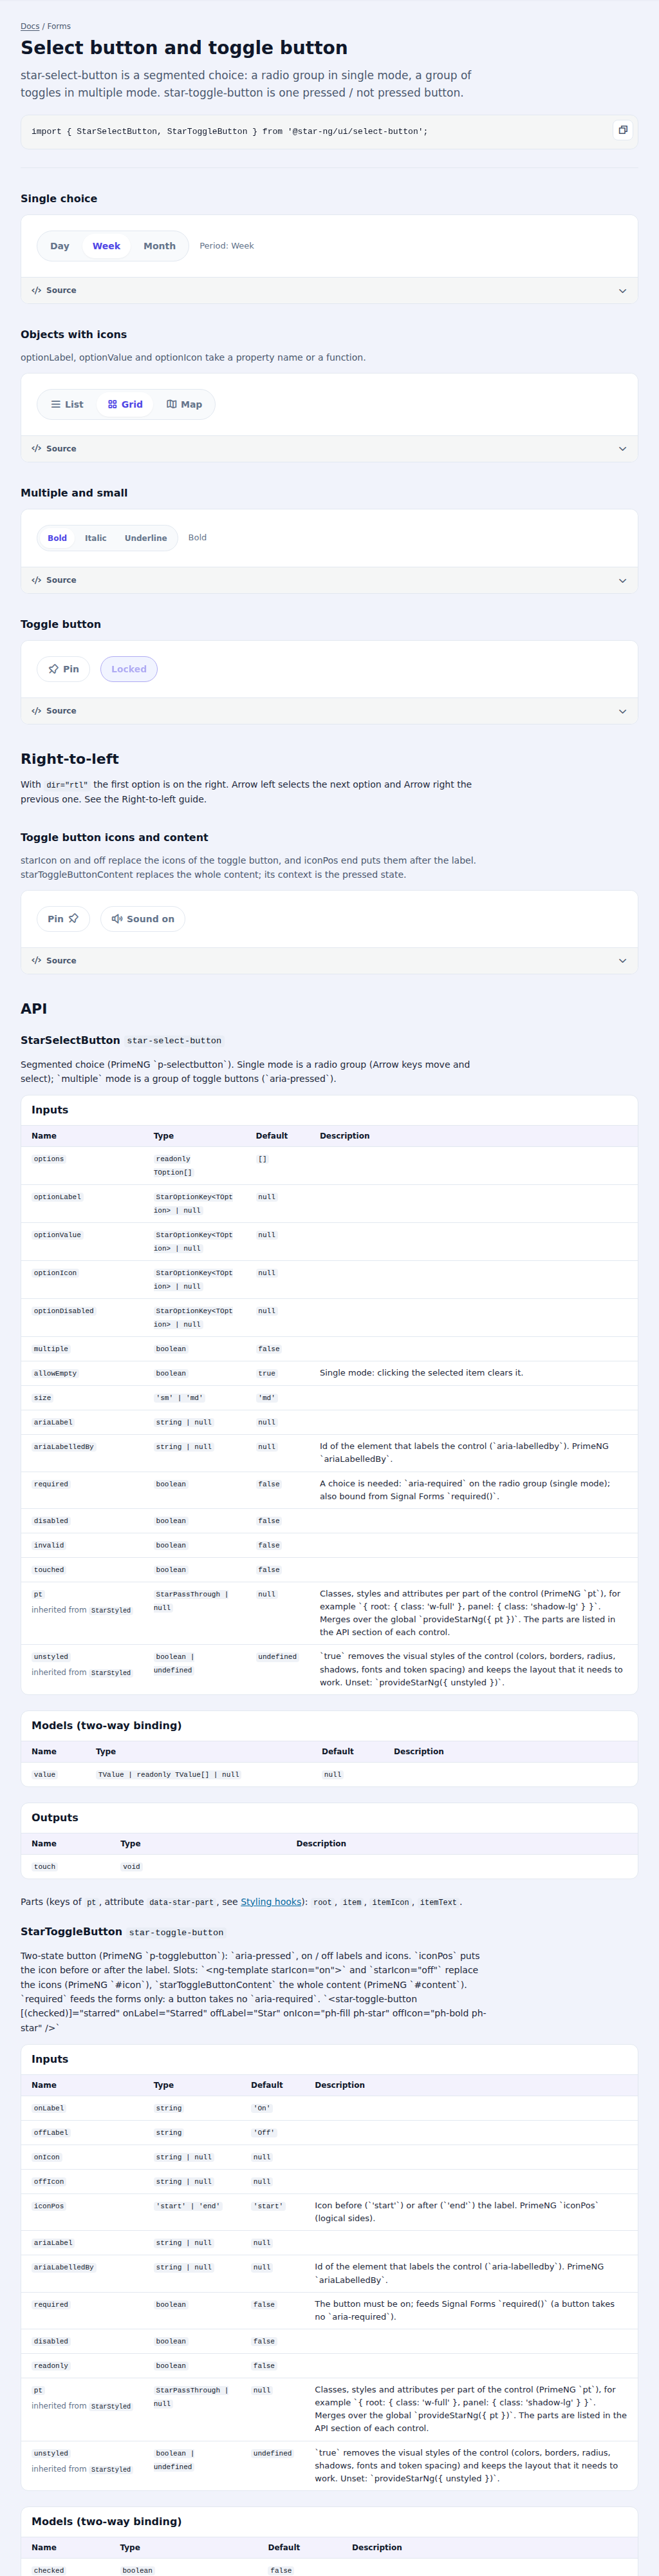 Docs / Forms
Select button and toggle button
star-select-button is a segmented choice: a radio group in single mode, a group of
toggles in multiple mode. star-toggle-button is one pressed / not pressed button.
import { StarSelectButton, StarToggleButton } from '@star-ng/ui/select-button';
Single choice
Day Week Month Period: Week
</> Source
Objects with icons
optionLabel, optionValue and optionIcon take a property name or a function.
List Grid Map
</> Source
Multiple and small
Bold Italic Underline Bold
</> Source
Toggle button
Pin Locked
</> Source
Right-to-left
With dir="rtl" the first option is on the right. Arrow left selects the next option and Arrow right the
previous one. See the Right-to-left guide.
Toggle button icons and content
starIcon on and off replace the icons of the toggle button, and iconPos end puts them after the label.
starToggleButtonContent replaces the whole content; its context is the pressed state.
Pin Sound on
</> Source
API
StarSelectButton star-select-button
Segmented choice (PrimeNG `p-selectbutton`). Single mode is a radio group (Arrow keys move and
select); `multiple` mode is a group of toggle buttons (`aria-pressed`).
Inputs
Name Type Default Description
options readonly []
TOption[]
optionLabel StarOptionKey<TOpt null
ion> | null
optionValue StarOptionKey<TOpt null
ion> | null
optionIcon StarOptionKey<TOpt null
ion> | null
optionDisabled StarOptionKey<TOpt null
ion> | null
multiple boolean false
allowEmpty boolean true Single mode: clicking the selected item clears it.
size 'sm' | 'md' 'md'
ariaLabel string | null null
ariaLabelledBy string | null null Id of the element that labels the control (`aria-labelledby`). PrimeNG
`ariaLabelledBy`.
required boolean false A choice is needed: `aria-required` on the radio group (single mode);
also bound from Signal Forms `required()`.
disabled boolean false
invalid boolean false
touched boolean false
pt StarPassThrough | null Classes, styles and attributes per part of the control (PrimeNG `pt`), for
inherited from StarStyled null example `{ root: { class: 'w-full' }, panel: { class: 'shadow-lg' } }`.
Merges over the global `provideStarNg({ pt })`. The parts are listed in
the API section of each control.
unstyled boolean | undefined `true` removes the visual styles of the control (colors, borders, radius,
inherited from StarStyled undefined shadows, fonts and token spacing) and keeps the layout that it needs to
work. Unset: `provideStarNg({ unstyled })`.
Models (two-way binding)
Name Type Default Description
value TValue | readonly TValue[] | null null
Outputs
Name Type Description
touch void
Parts (keys of pt, attribute data-star-part, see Styling hooks): root, item, itemIcon, itemText.
StarToggleButton star-toggle-button
Two-state button (PrimeNG `p-togglebutton`): `aria-pressed`, on / off labels and icons. `iconPos` puts
the icon before or after the label. Slots: `<ng-template starIcon="on">` and `starIcon="off"` replace
the icons (PrimeNG `#icon`), `starToggleButtonContent` the whole content (PrimeNG `#content`).
`required` feeds the forms only: a button takes no `aria-required`. `<star-toggle-button
[(checked)]="starred" onLabel="Starred" offLabel="Star" onIcon="ph-fill ph-star" offIcon="ph-bold ph-
star" />`
Inputs
Name Type Default Description
onLabel string 'On'
offLabel string 'Off'
onIcon string | null null
offIcon string | null null
iconPos 'start' | 'end' 'start' Icon before (`'start'`) or after (`'end'`) the label. PrimeNG `iconPos`
(logical sides).
ariaLabel string | null null
ariaLabelledBy string | null null Id of the element that labels the control (`aria-labelledby`). PrimeNG
`ariaLabelledBy`.
required boolean false The button must be on; feeds Signal Forms `required()` (a button takes
no `aria-required`).
disabled boolean false
readonly boolean false
pt StarPassThrough | null Classes, styles and attributes per part of the control (PrimeNG `pt`), for
inherited from StarStyled null example `{ root: { class: 'w-full' }, panel: { class: 'shadow-lg' } }`.
Merges over the global `provideStarNg({ pt })`. The parts are listed in the
API section of each control.
unstyled boolean | undefined `true` removes the visual styles of the control (colors, borders, radius,
inherited from StarStyled undefined shadows, fonts and token spacing) and keeps the layout that it needs to
work. Unset: `provideStarNg({ unstyled })`.
Models (two-way binding)
Name Type Default Description
checked boolean false